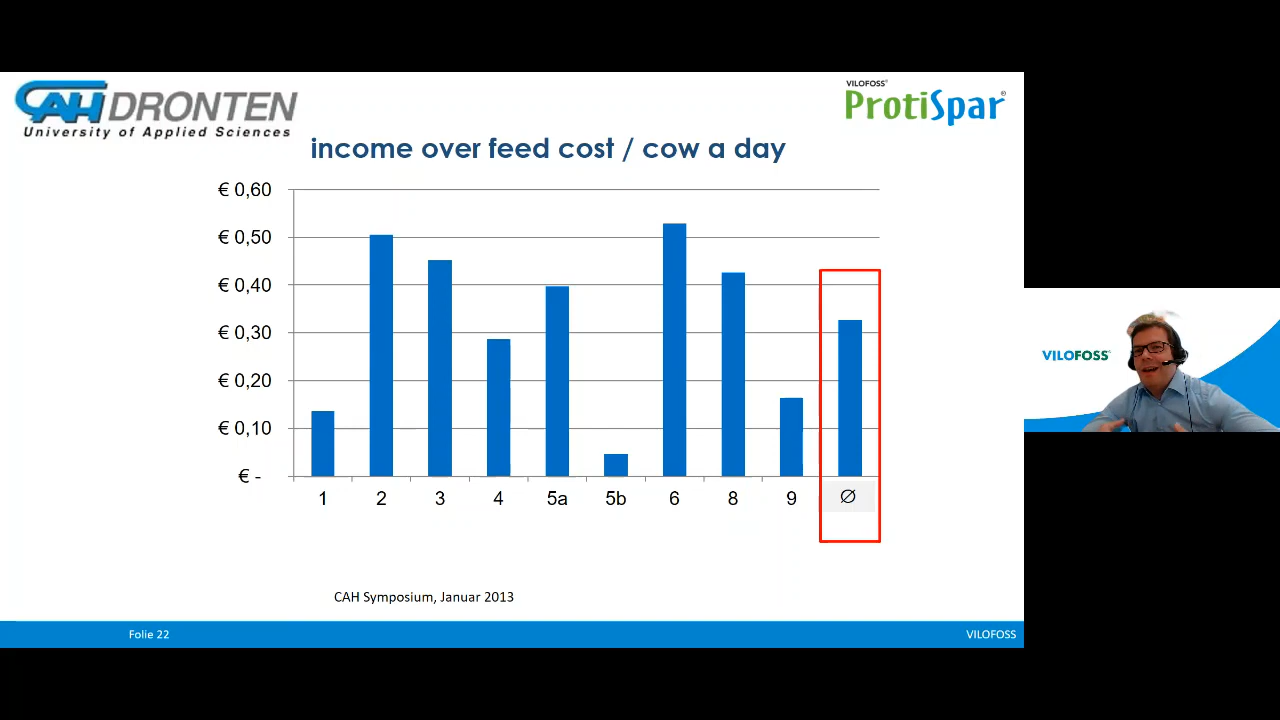 CAH DRONTEN
University of Applied Sciences
VILOFOSS®
ProtiSpar®
income over feed cost / cow a day
€ 0,60
€ 0,50
€ 0,40
€ 0,30
€ 0,20
€ 0,10
€ -
1 2 3 4 5a 5b 6 8 9 Ø
CAH Symposium, Januar 2013
Folie 22
VILOFOSS
VILOFOSS®